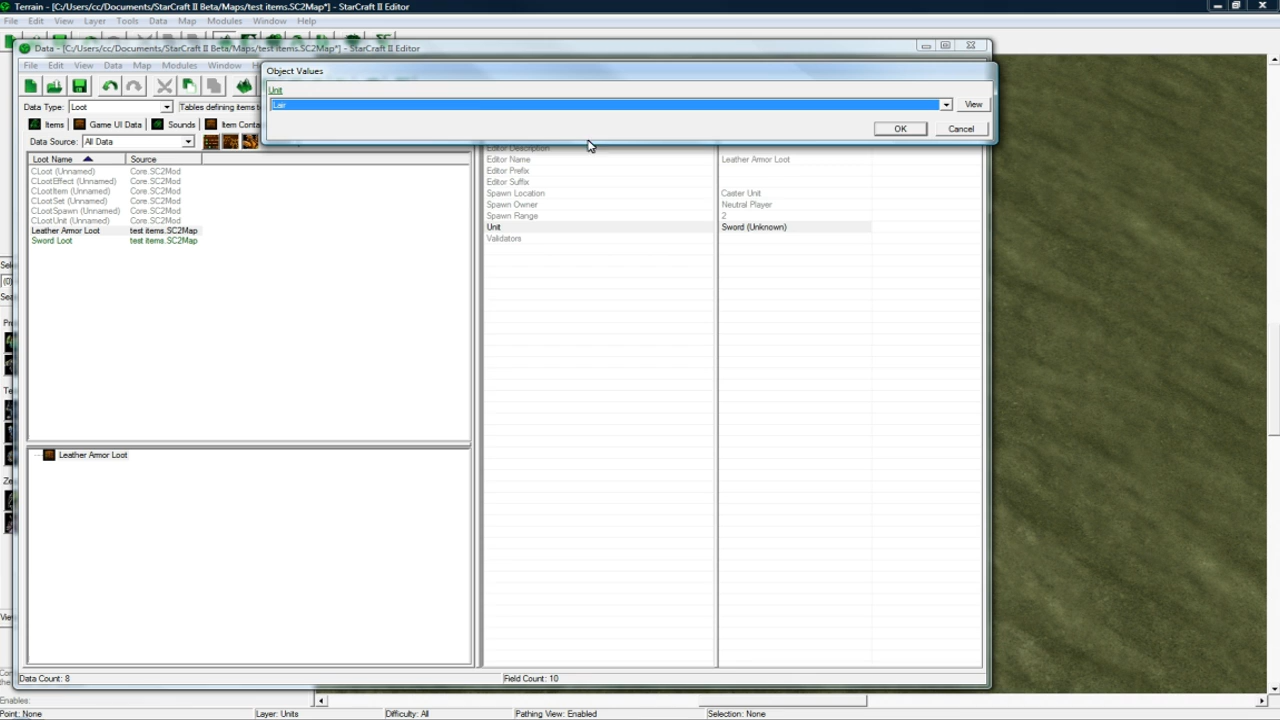 Terrain - [C:/Users/cc/Documents/StarCraft II Beta/Maps/test items.SC2Map*] - StarCraft II Editor
File Edit View Layer Tools Data Map Modules Window Help
Data - [C:/Users/cc/Documents/StarCraft II Beta/Maps/test items.SC2Map*] - StarCraft II Editor
File Edit View Data Map Modules Window
Object Values
Unit
Lair
View
OK Cancel
Data Type: Loot Tables defining items
Items Game UI Data Sounds Item Conta
Data Source: All Data
Loot Name Source
CLoot (Unnamed) Core.SC2Mod
CLootEffect (Unnamed) Core.SC2Mod
CLootItem (Unnamed) Core.SC2Mod
CLootSet (Unnamed) Core.SC2Mod
CLootSpawn (Unnamed) Core.SC2Mod
CLootUnit (Unnamed) Core.SC2Mod
Leather Armor Loot test items.SC2Map
Sword Loot test items.SC2Map
Editor Description
Editor Name Leather Armor Loot
Editor Prefix
Editor Suffix
Spawn Location Caster Unit
Spawn Owner Neutral Player
Spawn Range 2
Unit Sword (Unknown)
Validators
Leather Armor Loot
Data Count: 8 Field Count: 10
Enables:
Point: None Layer: Units Difficulty: All Pathing View: Enabled Selection: None